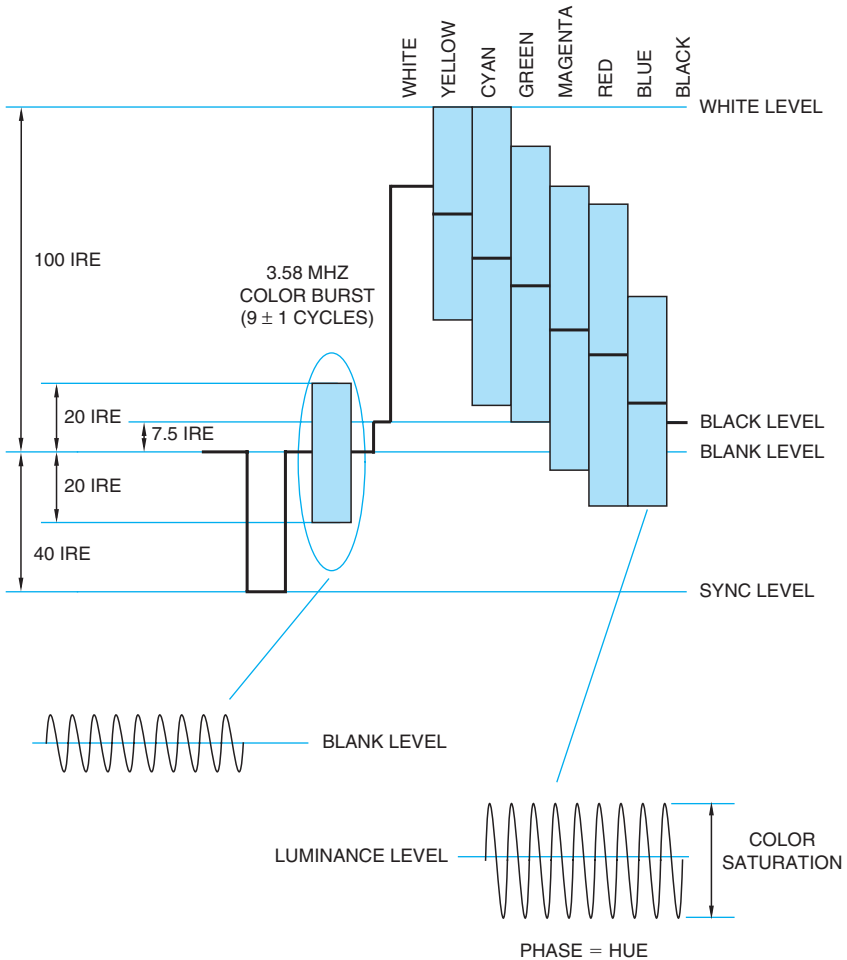 WHITE
YELLOW
CYAN
GREEN
MAGENTA
RED
BLUE
BLACK
WHITE LEVEL
100 IRE
3.58 MHZ
COLOR BURST
(9 ± 1 CYCLES)
20 IRE
7.5 IRE
BLACK LEVEL
BLANK LEVEL
20 IRE
40 IRE
SYNC LEVEL
BLANK LEVEL
LUMINANCE LEVEL
COLOR
SATURATION
PHASE = HUE